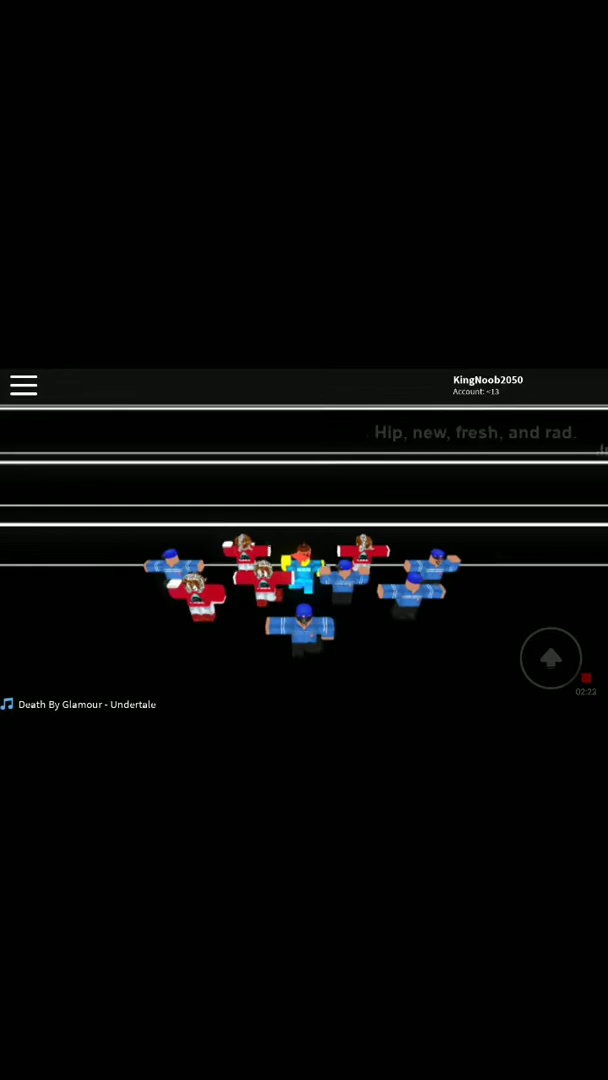 KingNoob2050
Account: <13
Hip, new, fresh, and rad.
Death By Glamour - Undertale
02:22